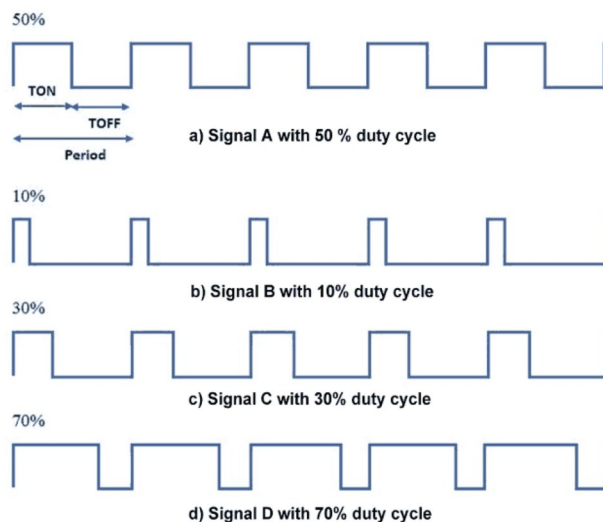 50%
TON
TOFF
Period
a) Signal A with 50 % duty cycle
10%
b) Signal B with 10% duty cycle
30%
c) Signal C with 30% duty cycle
70%
d) Signal D with 70% duty cycle